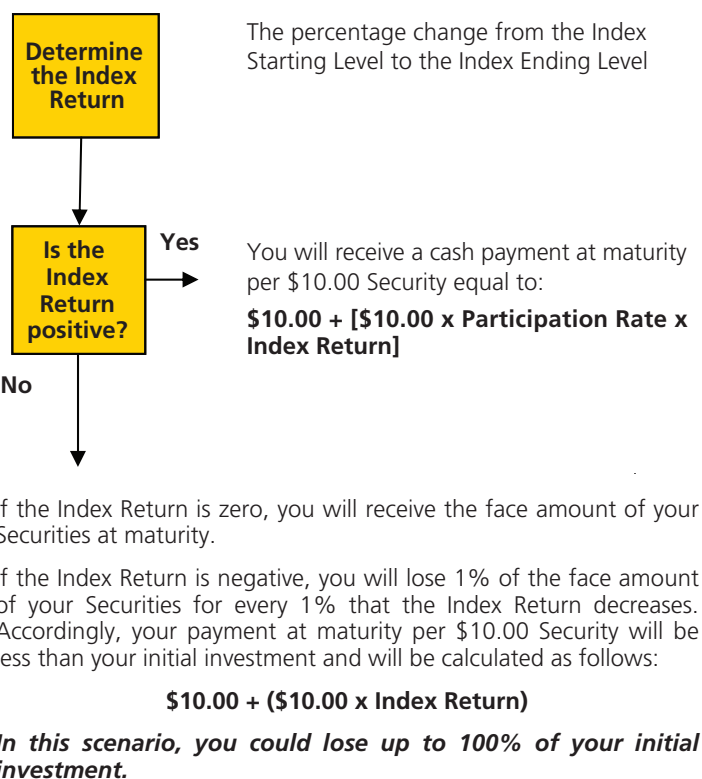 Determine
the Index
Return
The percentage change from the Index
Starting Level to the Index Ending Level
Is the
Index
Return
positive?
Yes
You will receive a cash payment at maturity
per $10.00 Security equal to:
$10.00 + [$10.00 x Participation Rate x
Index Return]
No
If the Index Return is zero, you will receive the face amount of your
Securities at maturity.
If the Index Return is negative, you will lose 1% of the face amount
of your Securities for every 1% that the Index Return decreases.
Accordingly, your payment at maturity per $10.00 Security will be
less than your initial investment and will be calculated as follows:
$10.00 + ($10.00 x Index Return)
In this scenario, you could lose up to 100% of your initial
investment.